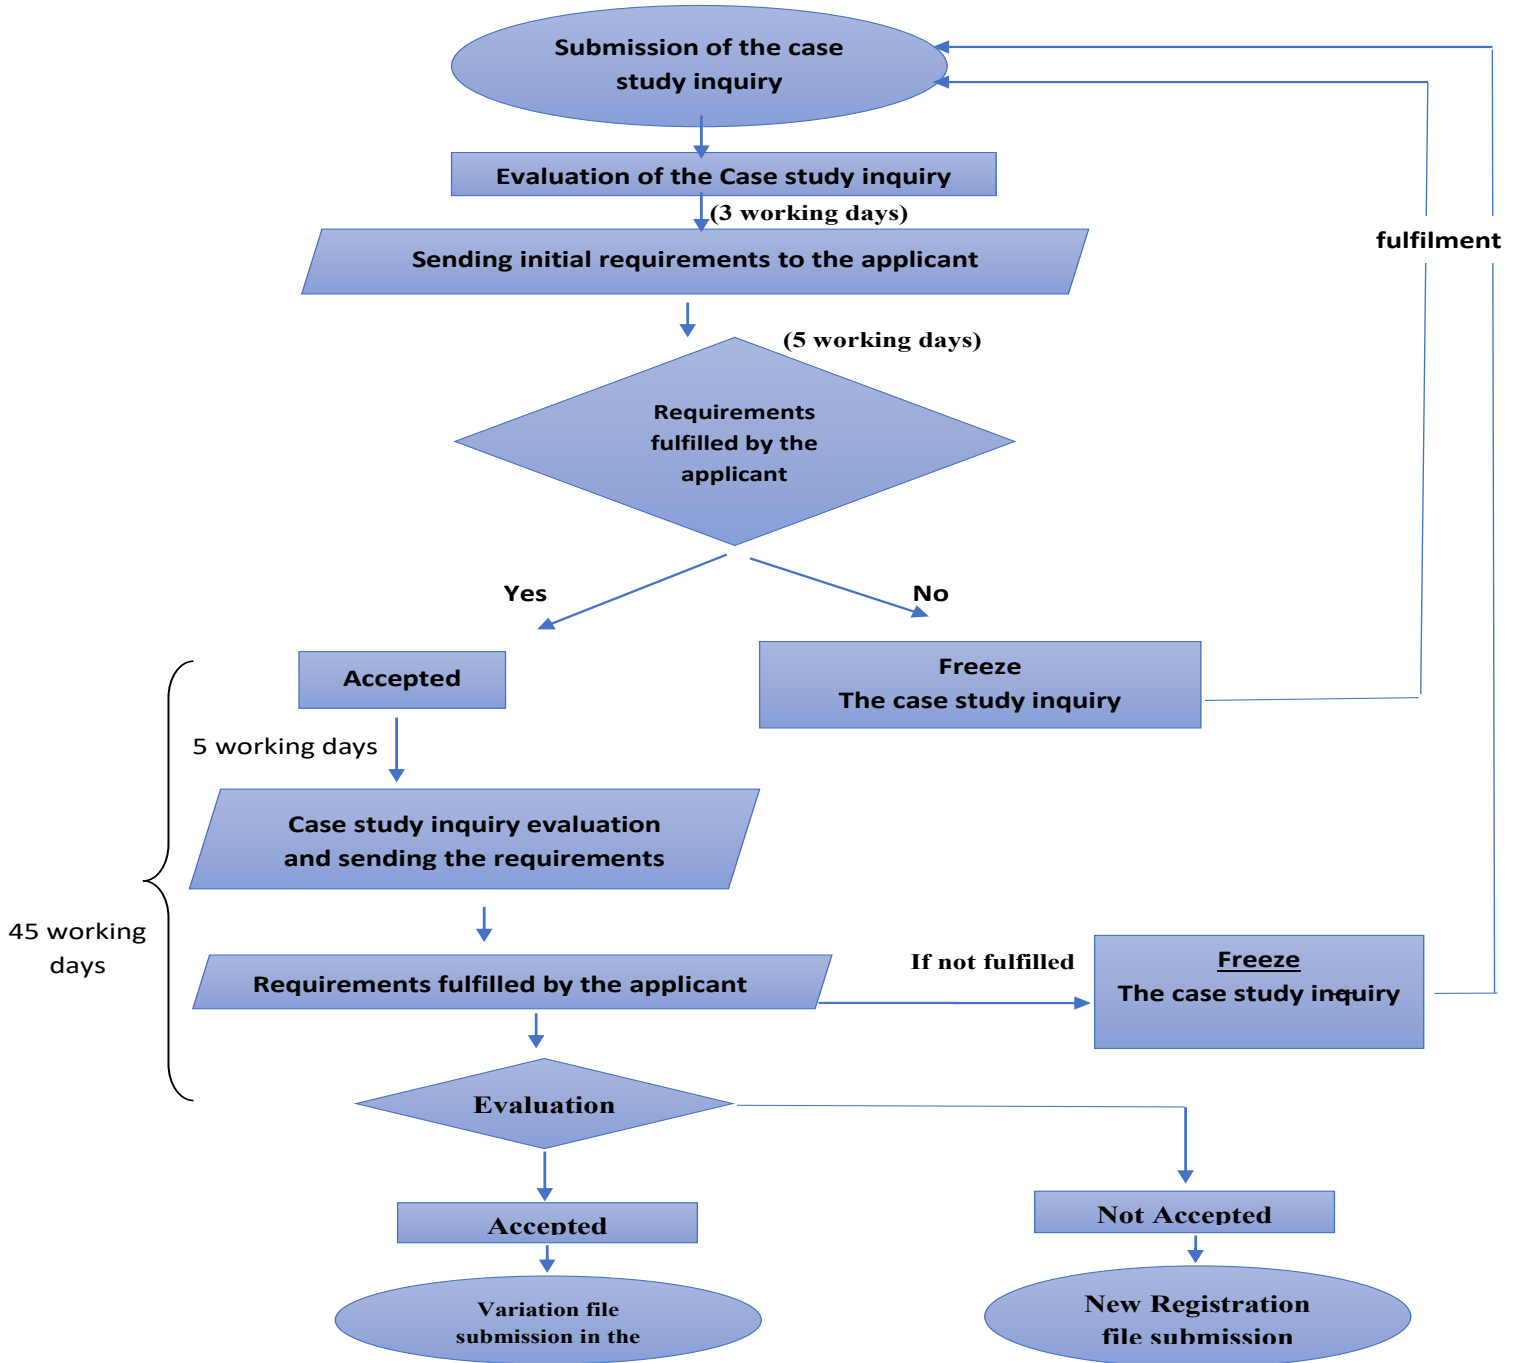 Submission of the case
study inquiry
Evaluation of the Case study inquiry
(3 working days)
fulfilment
Sending initial requirements to the applicant
(5 working days)
Requirements
fulfilled by the
applicant
Yes
No
Accepted
Freeze
The case study inquiry
5 working days
Case study inquiry evaluation
and sending the requirements
45 working
days
Requirements fulfilled by the applicant
If not fulfilled
Freeze
The case study inquiry
Evaluation
Accepted
Not Accepted
Variation file
submission in the
New Registration
file submission